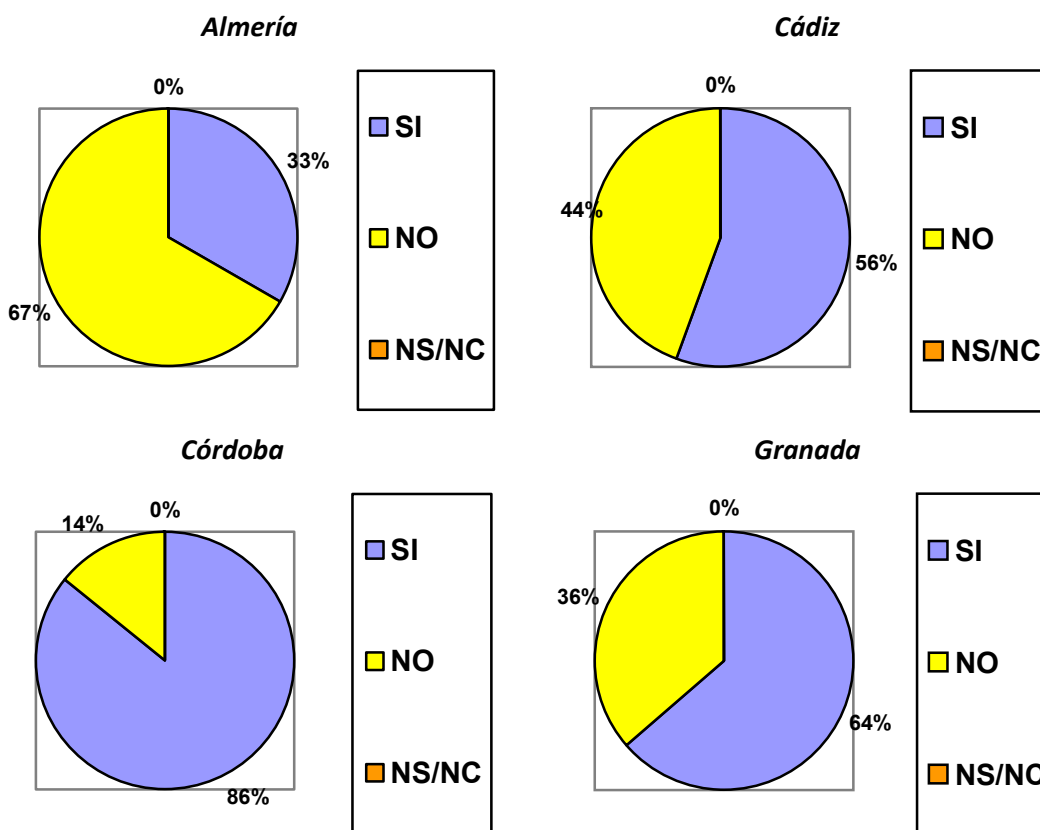 Almería
0%
33%
67%
SI
NO
NS/NC
Cádiz
0%
44%
56%
SI
NO
NS/NC
Córdoba
0%
14%
86%
SI
NO
NS/NC
Granada
0%
36%
64%
SI
NO
NS/NC